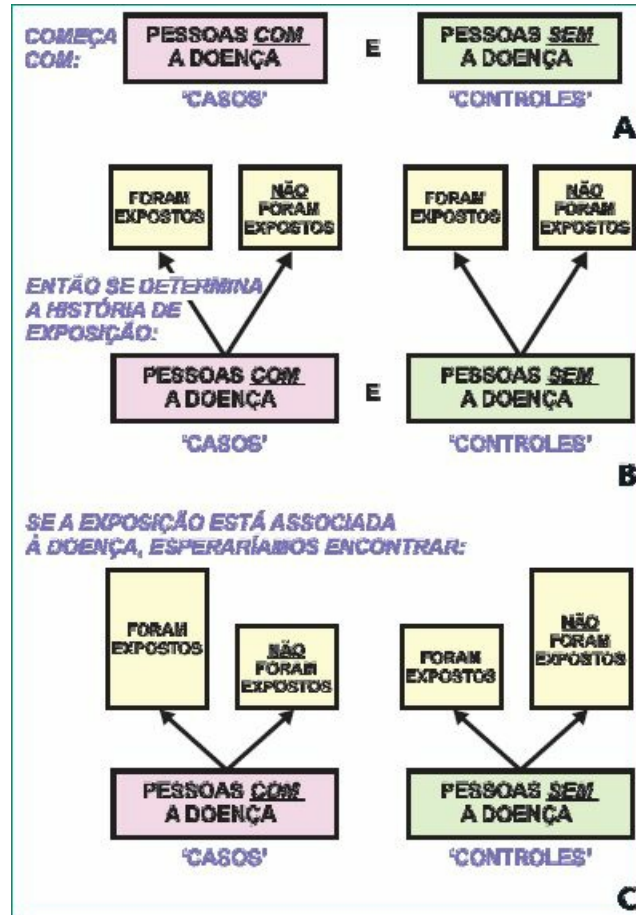 COMEÇA
COM:
PESSOAS COM
A DOENÇA
E
PESSOAS SEM
A DOENÇA
'CASOS'
'CONTROLES'
A
FORAM
EXPOSTOS
NÃO
FORAM
EXPOSTOS
FORAM
EXPOSTOS
NÃO
FORAM
EXPOSTOS
ENTÃO SE DETERMINA
A HISTÓRIA DE
EXPOSIÇÃO:
PESSOAS COM
A DOENÇA
E
PESSOAS SEM
A DOENÇA
'CASOS'
'CONTROLES'
B
SE A EXPOSIÇÃO ESTÁ ASSOCIADA
À DOENÇA, ESPERARÍAMOS ENCONTRAR:
FORAM
EXPOSTOS
NÃO
FORAM
EXPOSTOS
FORAM
EXPOSTOS
NÃO
FORAM
EXPOSTOS
PESSOAS COM
A DOENÇA
PESSOAS SEM
A DOENÇA
'CASOS'
'CONTROLES'
C